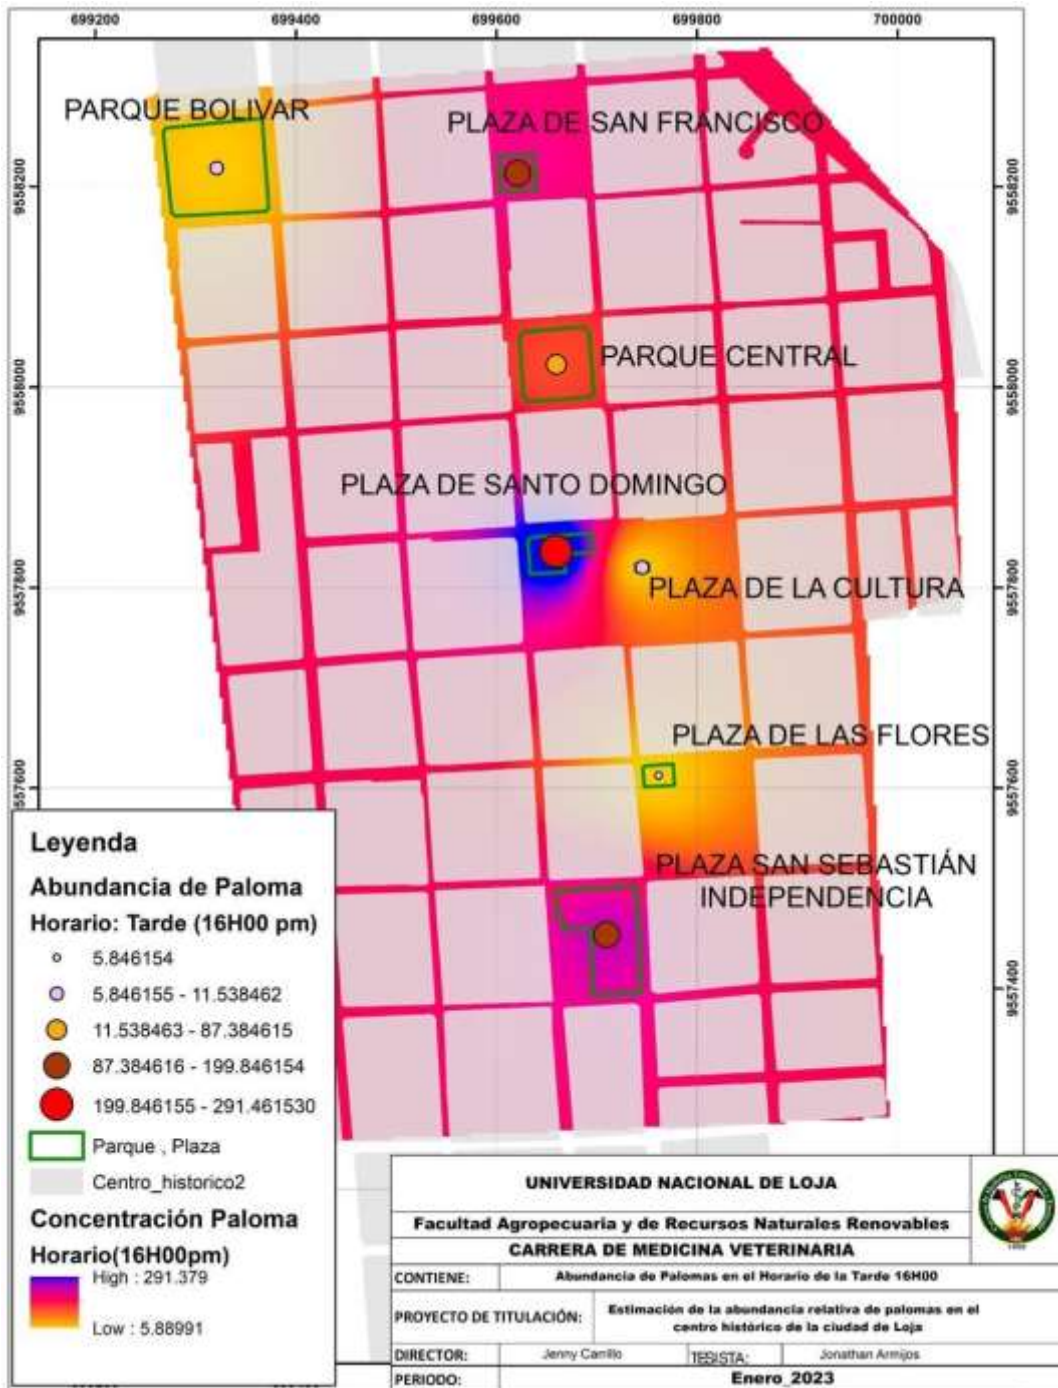 699200 699400 699600 699800 700000
PARQUE BOLIVAR
PLAZA DE SAN FRANCISCO
9558200 9558200
PARQUE CENTRAL
9558000 9558000
PLAZA DE SANTO DOMINGO
PLAZA DE LA CULTURA
9557800 9557800
PLAZA DE LAS FLORES
9557600 9557600
PLAZA SAN SEBASTIÁN
INDEPENDENCIA
9557400
Leyenda
Abundancia de Paloma
Horario: Tarde (16H00 pm)
5.846154
5.846155 - 11.538462
11.538463 - 87.384615
87.384616 - 199.846154
199.846155 - 291.461530
Parque , Plaza
Centro_historico2
Concentración Paloma
Horario(16H00pm)
High : 291.379
Low : 5.88991
UNIVERSIDAD NACIONAL DE LOJA
Facultad Agropecuaria y de Recursos Naturales Renovables
CARRERA DE MEDICINA VETERINARIA
CONTIENE: Abundancia de Palomas en el Horario de la Tarde 16H00
PROYECTO DE TITULACIÓN: Estimación de la abundancia relativa de palomas en el
centro histórico de la ciudad de Loja
DIRECTOR: Jenny Carrillo TESISTA: Jonathan Armijos
PERIODO: Enero_2023